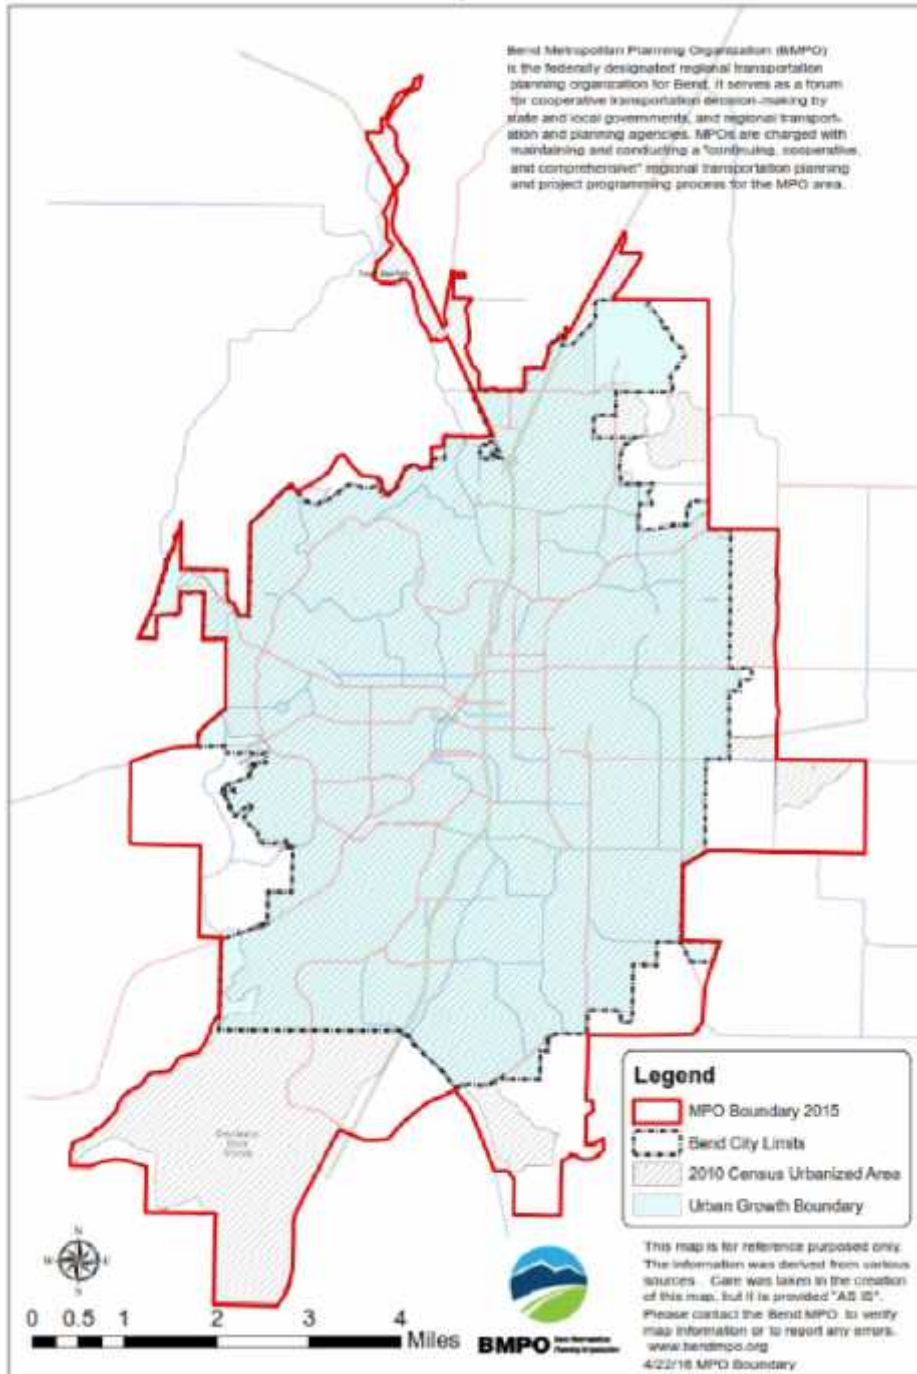 Bend Metropolitan Planning Organization (BMPO)
is the federally designated regional transportation
planning organization for Bend. It serves as a forum
for cooperative transportation decision-making by
state and local governments, and regional transport-
ation and planning agencies. MPOs are charged with
maintaining and conducting a "continuing, cooperative,
and comprehensive" regional transportation planning
and project programming process for the MPO area.
Legend
MPO Boundary 2015
Bend City Limits
2010 Census Urbanized Area
Urban Growth Boundary
N
W E
S
0 0.5 1 2 3 4 Miles
BMPO Bend Metropolitan
Planning Organization
This map is for reference purposed only.
The information was derived from various
sources. Care was taken in the creation
of this map, but it is provided "AS IS".
Please contact the Bend MPO to verify
map information or to report any errors.
www.bendmpo.org
4/22/16 MPO Boundary